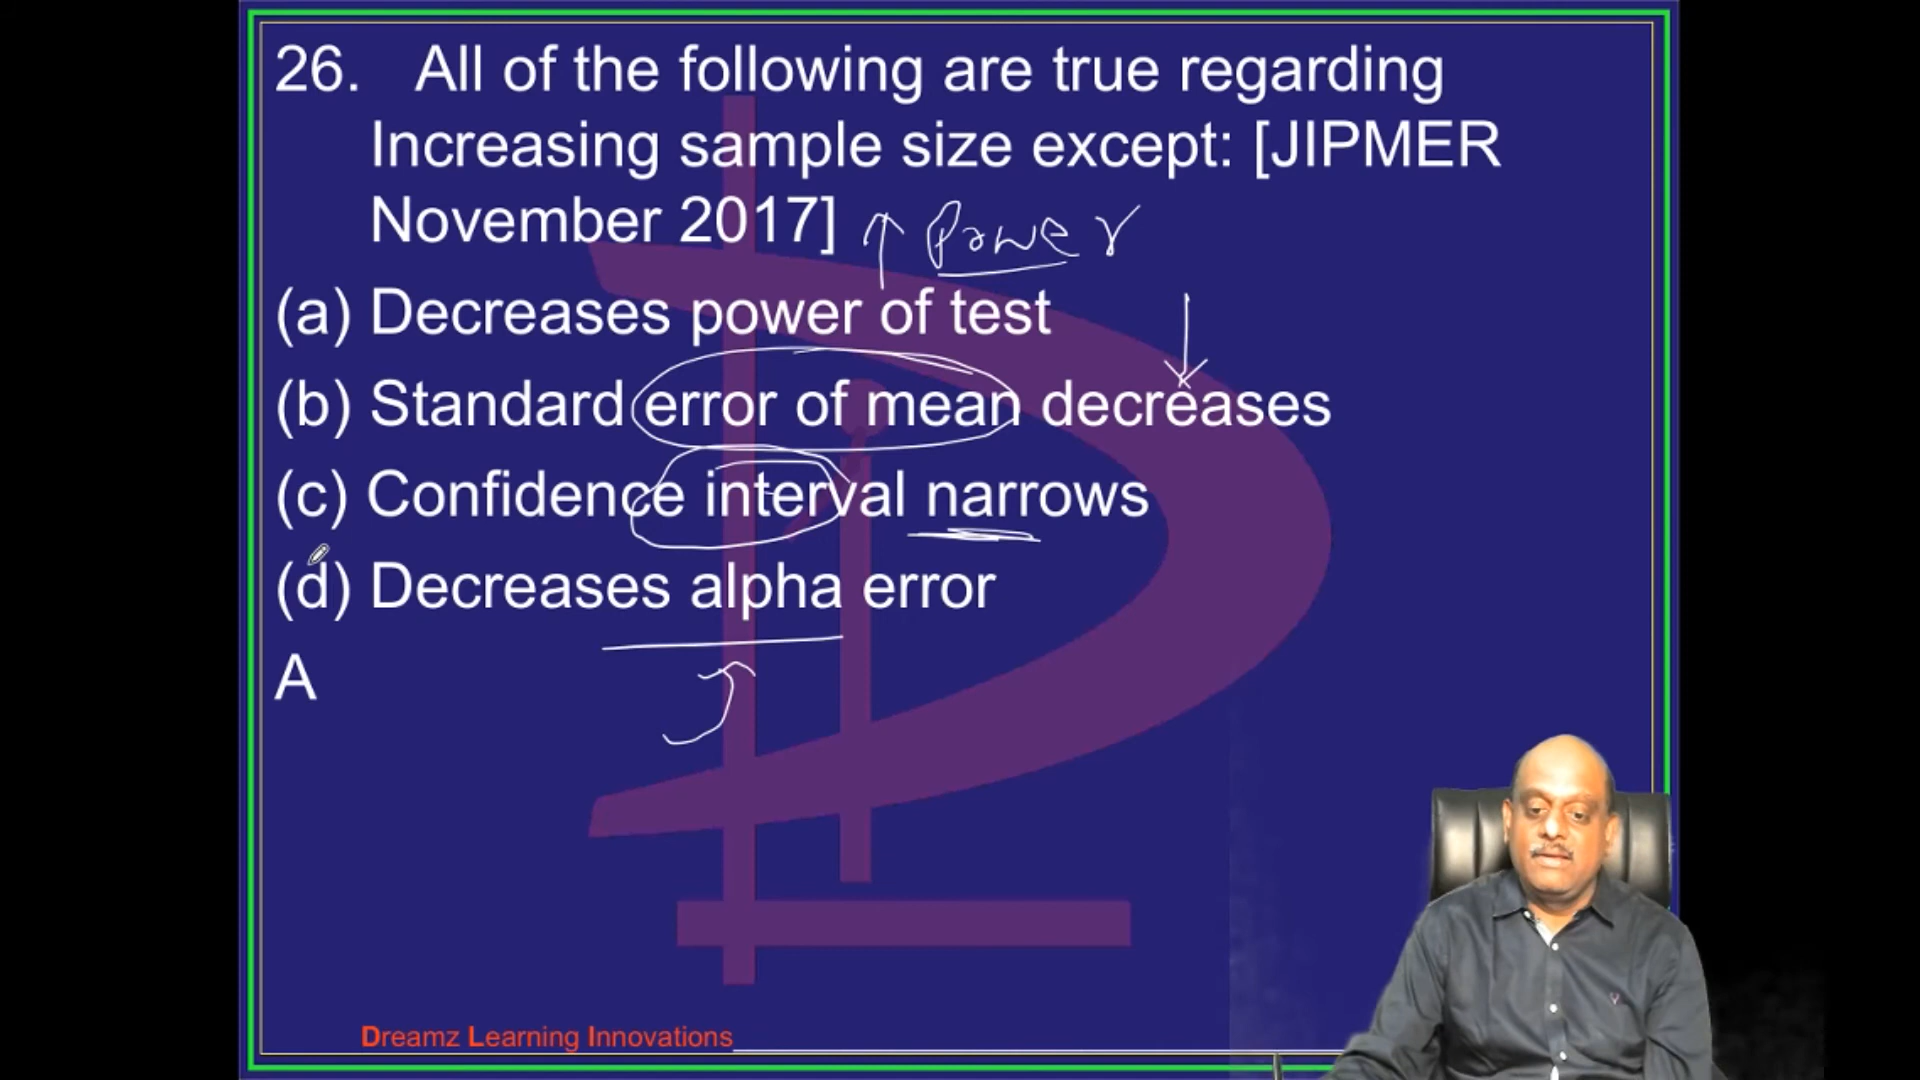 26. All of the following are true regarding
Increasing sample size except: [JIPMER
November 2017] ↑ Power
(a) Decreases power of test
(b) Standard error of mean decreases
(c) Confidence interval narrows
(d) Decreases alpha error
A
Dreamz Learning Innovations